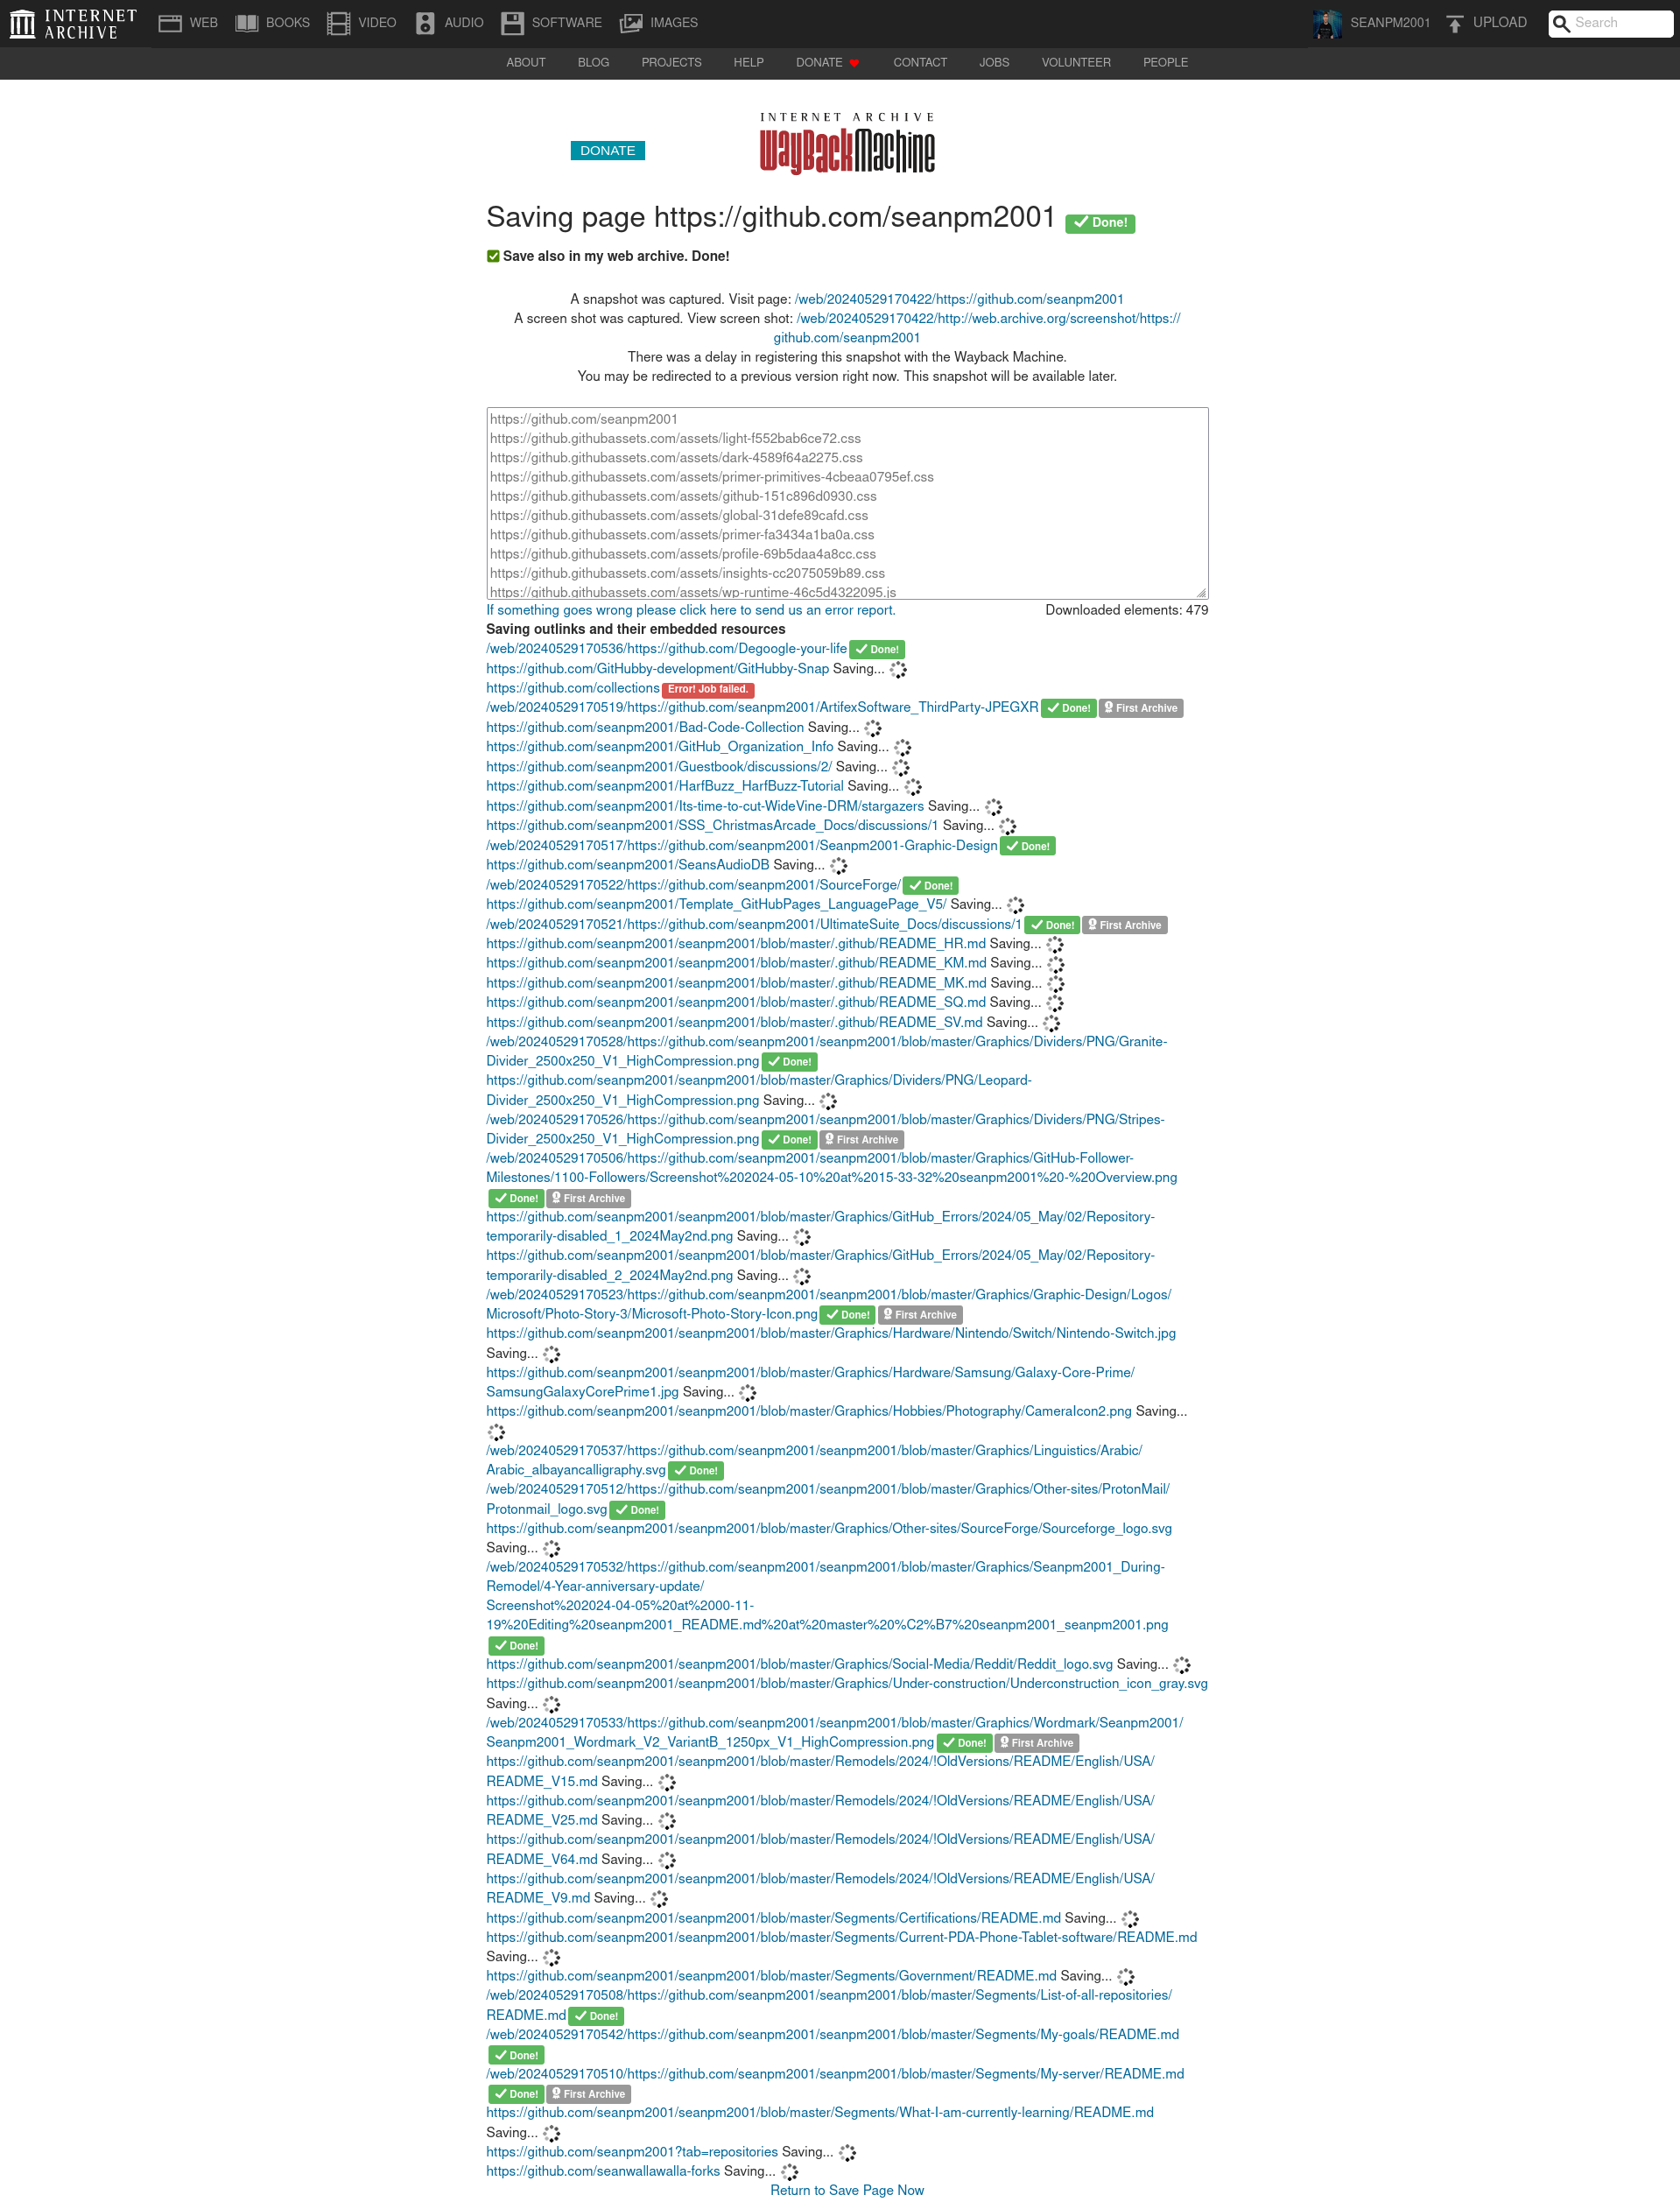 INTERNET ARCHIVE WEB BOOKS VIDEO AUDIO SOFTWARE IMAGES SEANPM2001 UPLOAD Search
ABOUT BLOG PROJECTS HELP DONATE CONTACT JOBS VOLUNTEER PEOPLE
INTERNET ARCHIVE
DONATE WayBackMachine
Saving page https://github.com/seanpm2001 Done!
Save also in my web archive. Done!
A snapshot was captured. Visit page: /web/20240529170422/https://github.com/seanpm2001
A screen shot was captured. View screen shot: /web/20240529170422/http://web.archive.org/screenshot/https://
github.com/seanpm2001
There was a delay in registering this snapshot with the Wayback Machine.
You may be redirected to a previous version right now. This snapshot will be available later.
https://github.com/seanpm2001
https://github.githubassets.com/assets/light-f552bab6ce72.css
https://github.githubassets.com/assets/dark-4589f64a2275.css
https://github.githubassets.com/assets/primer-primitives-4cbeaa0795ef.css
https://github.githubassets.com/assets/github-151c896d0930.css
https://github.githubassets.com/assets/global-31defe89cafd.css
https://github.githubassets.com/assets/primer-fa3434a1ba0a.css
https://github.githubassets.com/assets/profile-69b5daa4a8cc.css
https://github.githubassets.com/assets/insights-cc2075059b89.css
https://github.githubassets.com/assets/wp-runtime-46c5d4322095.js
If something goes wrong please click here to send us an error report. Downloaded elements: 479
Saving outlinks and their embedded resources
/web/20240529170536/https://github.com/Degoogle-your-life Done!
https://github.com/GitHubby-development/GitHubby-Snap Saving...
https://github.com/collections Error! Job failed.
/web/20240529170519/https://github.com/seanpm2001/ArtifexSoftware_ThirdParty-JPEGXR Done! First Archive
https://github.com/seanpm2001/Bad-Code-Collection Saving...
https://github.com/seanpm2001/GitHub_Organization_Info Saving...
https://github.com/seanpm2001/Guestbook/discussions/2/ Saving...
https://github.com/seanpm2001/HarfBuzz_HarfBuzz-Tutorial Saving...
https://github.com/seanpm2001/Its-time-to-cut-WideVine-DRM/stargazers Saving...
https://github.com/seanpm2001/SSS_ChristmasArcade_Docs/discussions/1 Saving...
/web/20240529170517/https://github.com/seanpm2001/Seanpm2001-Graphic-Design Done!
https://github.com/seanpm2001/SeansAudioDB Saving...
/web/20240529170522/https://github.com/seanpm2001/SourceForge/ Done!
https://github.com/seanpm2001/Template_GitHubPages_LanguagePage_V5/ Saving...
/web/20240529170521/https://github.com/seanpm2001/UltimateSuite_Docs/discussions/1 Done! First Archive
https://github.com/seanpm2001/seanpm2001/blob/master/.github/README_HR.md Saving...
https://github.com/seanpm2001/seanpm2001/blob/master/.github/README_KM.md Saving...
https://github.com/seanpm2001/seanpm2001/blob/master/.github/README_MK.md Saving...
https://github.com/seanpm2001/seanpm2001/blob/master/.github/README_SQ.md Saving...
https://github.com/seanpm2001/seanpm2001/blob/master/.github/README_SV.md Saving...
/web/20240529170528/https://github.com/seanpm2001/seanpm2001/blob/master/Graphics/Dividers/PNG/Granite-
Divider_2500x250_V1_HighCompression.png Done!
https://github.com/seanpm2001/seanpm2001/blob/master/Graphics/Dividers/PNG/Leopard-
Divider_2500x250_V1_HighCompression.png Saving...
/web/20240529170526/https://github.com/seanpm2001/seanpm2001/blob/master/Graphics/Dividers/PNG/Stripes-
Divider_2500x250_V1_HighCompression.png Done! First Archive
/web/20240529170506/https://github.com/seanpm2001/seanpm2001/blob/master/Graphics/GitHub-Follower-
Milestones/1100-Followers/Screenshot%202024-05-10%20at%2015-33-32%20seanpm2001%20-%20Overview.png
Done! First Archive
https://github.com/seanpm2001/seanpm2001/blob/master/Graphics/GitHub_Errors/2024/05_May/02/Repository-
temporarily-disabled_1_2024May2nd.png Saving...
https://github.com/seanpm2001/seanpm2001/blob/master/Graphics/GitHub_Errors/2024/05_May/02/Repository-
temporarily-disabled_2_2024May2nd.png Saving...
/web/20240529170523/https://github.com/seanpm2001/seanpm2001/blob/master/Graphics/Graphic-Design/Logos/
Microsoft/Photo-Story-3/Microsoft-Photo-Story-Icon.png Done! First Archive
https://github.com/seanpm2001/seanpm2001/blob/master/Graphics/Hardware/Nintendo/Switch/Nintendo-Switch.jpg
Saving...
https://github.com/seanpm2001/seanpm2001/blob/master/Graphics/Hardware/Samsung/Galaxy-Core-Prime/
SamsungGalaxyCorePrime1.jpg Saving...
https://github.com/seanpm2001/seanpm2001/blob/master/Graphics/Hobbies/Photography/CameraIcon2.png Saving...
/web/20240529170537/https://github.com/seanpm2001/seanpm2001/blob/master/Graphics/Linguistics/Arabic/
Arabic_albayancalligraphy.svg Done!
/web/20240529170512/https://github.com/seanpm2001/seanpm2001/blob/master/Graphics/Other-sites/ProtonMail/
Protonmail_logo.svg Done!
https://github.com/seanpm2001/seanpm2001/blob/master/Graphics/Other-sites/SourceForge/Sourceforge_logo.svg
Saving...
/web/20240529170532/https://github.com/seanpm2001/seanpm2001/blob/master/Graphics/Seanpm2001_During-
Remodel/4-Year-anniversary-update/
Screenshot%202024-04-05%20at%2000-11-
19%20Editing%20seanpm2001_README.md%20at%20master%20%C2%B7%20seanpm2001_seanpm2001.png
Done!
https://github.com/seanpm2001/seanpm2001/blob/master/Graphics/Social-Media/Reddit/Reddit_logo.svg Saving...
https://github.com/seanpm2001/seanpm2001/blob/master/Graphics/Under-construction/Underconstruction_icon_gray.svg
Saving...
/web/20240529170533/https://github.com/seanpm2001/seanpm2001/blob/master/Graphics/Wordmark/Seanpm2001/
Seanpm2001_Wordmark_V2_VariantB_1250px_V1_HighCompression.png Done! First Archive
https://github.com/seanpm2001/seanpm2001/blob/master/Remodels/2024/!OldVersions/README/English/USA/
README_V15.md Saving...
https://github.com/seanpm2001/seanpm2001/blob/master/Remodels/2024/!OldVersions/README/English/USA/
README_V25.md Saving...
https://github.com/seanpm2001/seanpm2001/blob/master/Remodels/2024/!OldVersions/README/English/USA/
README_V64.md Saving...
https://github.com/seanpm2001/seanpm2001/blob/master/Remodels/2024/!OldVersions/README/English/USA/
README_V9.md Saving...
https://github.com/seanpm2001/seanpm2001/blob/master/Segments/Certifications/README.md Saving...
https://github.com/seanpm2001/seanpm2001/blob/master/Segments/Current-PDA-Phone-Tablet-software/README.md
Saving...
https://github.com/seanpm2001/seanpm2001/blob/master/Segments/Government/README.md Saving...
/web/20240529170508/https://github.com/seanpm2001/seanpm2001/blob/master/Segments/List-of-all-repositories/
README.md Done!
/web/20240529170542/https://github.com/seanpm2001/seanpm2001/blob/master/Segments/My-goals/README.md
Done!
/web/20240529170510/https://github.com/seanpm2001/seanpm2001/blob/master/Segments/My-server/README.md
Done! First Archive
https://github.com/seanpm2001/seanpm2001/blob/master/Segments/What-I-am-currently-learning/README.md
Saving...
https://github.com/seanpm2001?tab=repositories Saving...
https://github.com/seanwallawalla-forks Saving...
Return to Save Page Now